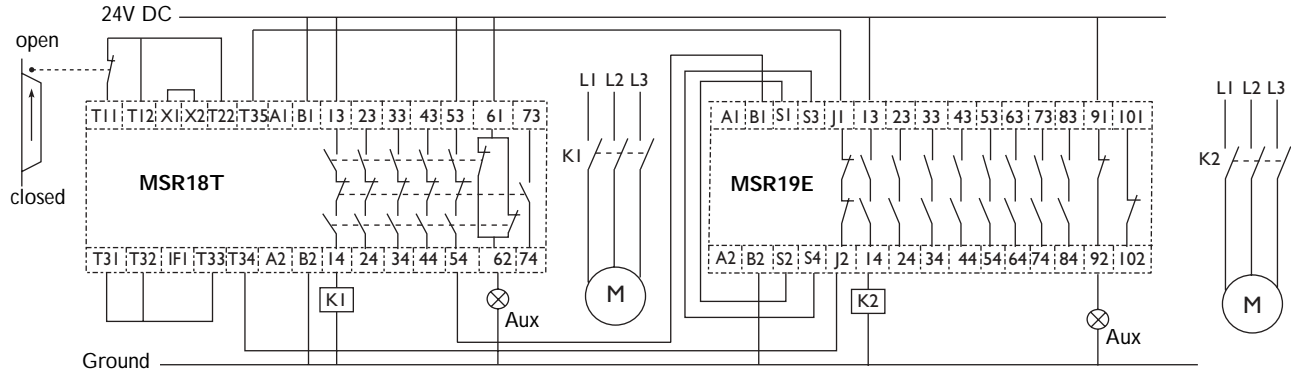 24V DC
open
closed
T11 T12 X1 X2 T22 T35 A1 B1 13 23 33 43 53 61 73
MSR18T
T31 T32 IF1 T33 T34 A2 B2 14 24 34 44 54 62 74
K1
Aux
Ground
L1 L2 L3
K1
M
A1 B1 S1 S3 J1 13 23 33 43 53 63 73 83 91 101
MSR19E
A2 B2 S2 S4 J2 14 24 34 44 54 64 74 84 92 102
K2
Aux
L1 L2 L3
K2
M